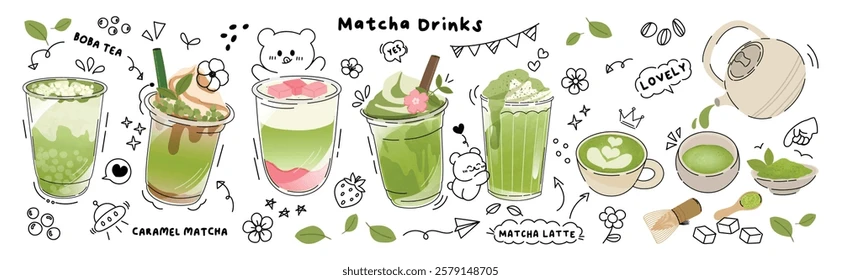 Matcha Drinks
BOBA TEA
YES
LOVELY
CARAMEL MATCHA
MATCHA LATTE
shutterstock.com · 2579148705